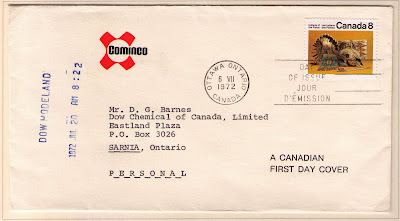 Cominco
Canada 8
OTTAWA ONTARIO
6 VII
1972
CANADA
DAY
OF ISSUE
JOUR
D'ÉMISSION
DOW MORELAND
1972 JUL 20 AM 8:22
Mr. D. G. Barnes
Dow Chemical of Canada, Limited
Eastland Plaza
P.O. Box 3026
SARNIA, Ontario
PERSONAL
A CANADIAN
FIRST DAY COVER